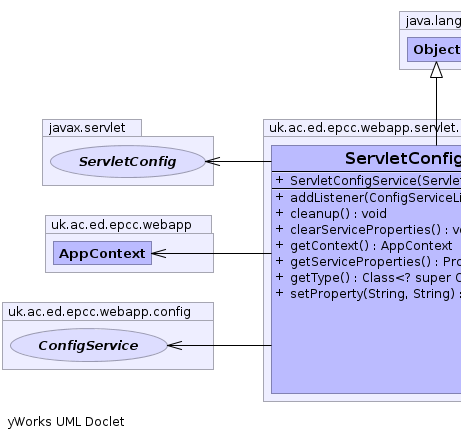 java.lang
Object
javax.servlet
ServletConfig
uk.ac.ed.epcc.webapp
AppContext
uk.ac.ed.epcc.webapp.config
ConfigService
uk.ac.ed.epcc.webapp.servlet.
ServletConfig
+ ServletConfigService(Servlet
+ addListener(ConfigServiceLi
+ cleanup() : void
+ clearServiceProperties() : v
+ getContext() : AppContext
+ getServiceProperties() : Pro
+ getType() : Class<? super C
+ setProperty(String, String) :
yWorks UML Doclet